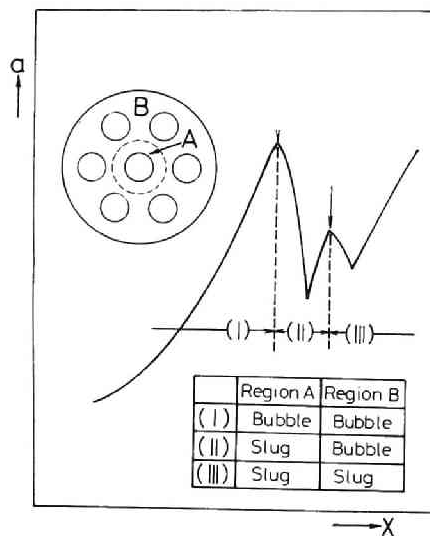 a
B
A
(I) (II) (III)
Region A Region B
(I) Bubble Bubble
(II) Slug Bubble
(III) Slug Slug
X